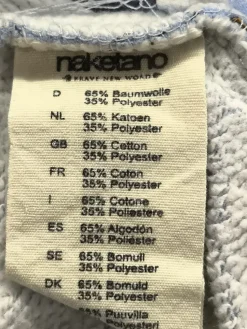 naketano
BRAVE NEW WORLD
D 65% Baumwolle
35% Polyester
NL 65% Katoen
35% Polyester
GB 65% Cotton
35% Polyester
FR 65% Coton
35% Polyester
I 65% Cotone
35% Poliestere
ES 65% Algodón
35% Poliéster
SE 65% Bomull
35% Polyester
DK 65% Bomuld
35% Polyester
Puuvilla